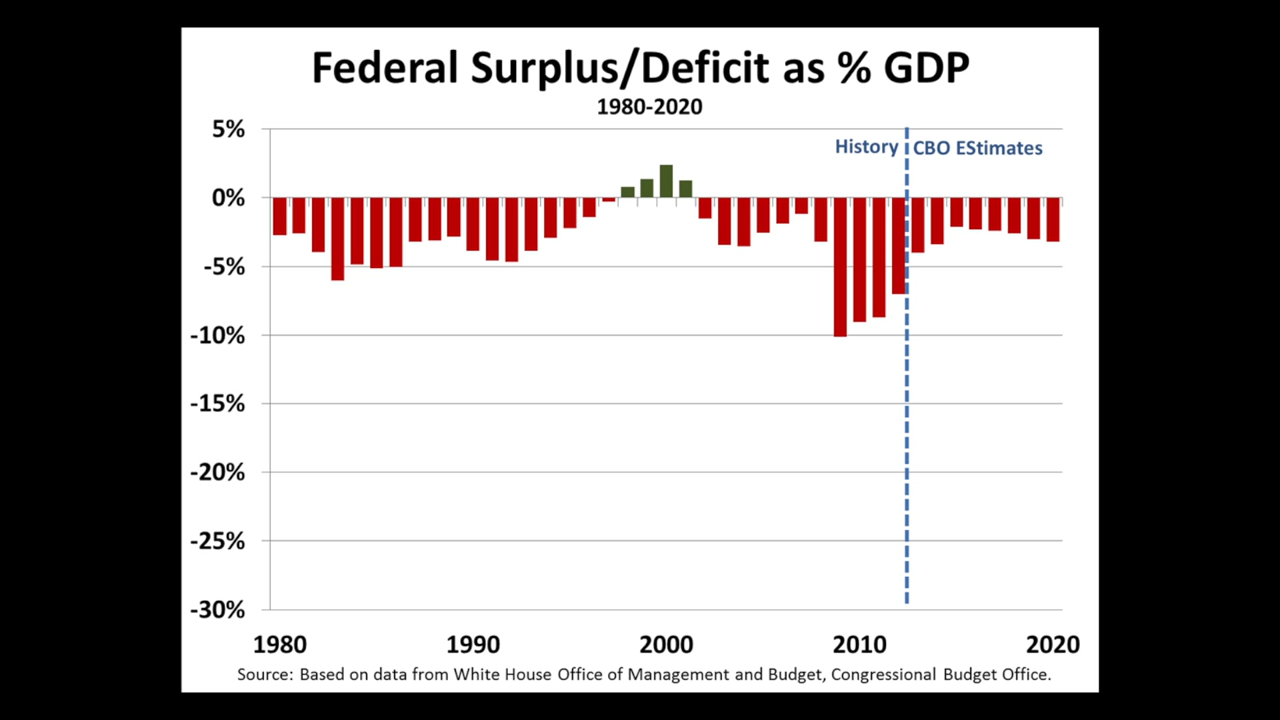 Federal Surplus/Deficit as % GDP
1980-2020
5%
History
CBO EStimates
0%
-5%
-10%
-15%
-20%
-25%
-30%
1980 1990 2000 2010 2020
Source: Based on data from White House Office of Management and Budget, Congressional Budget Office.